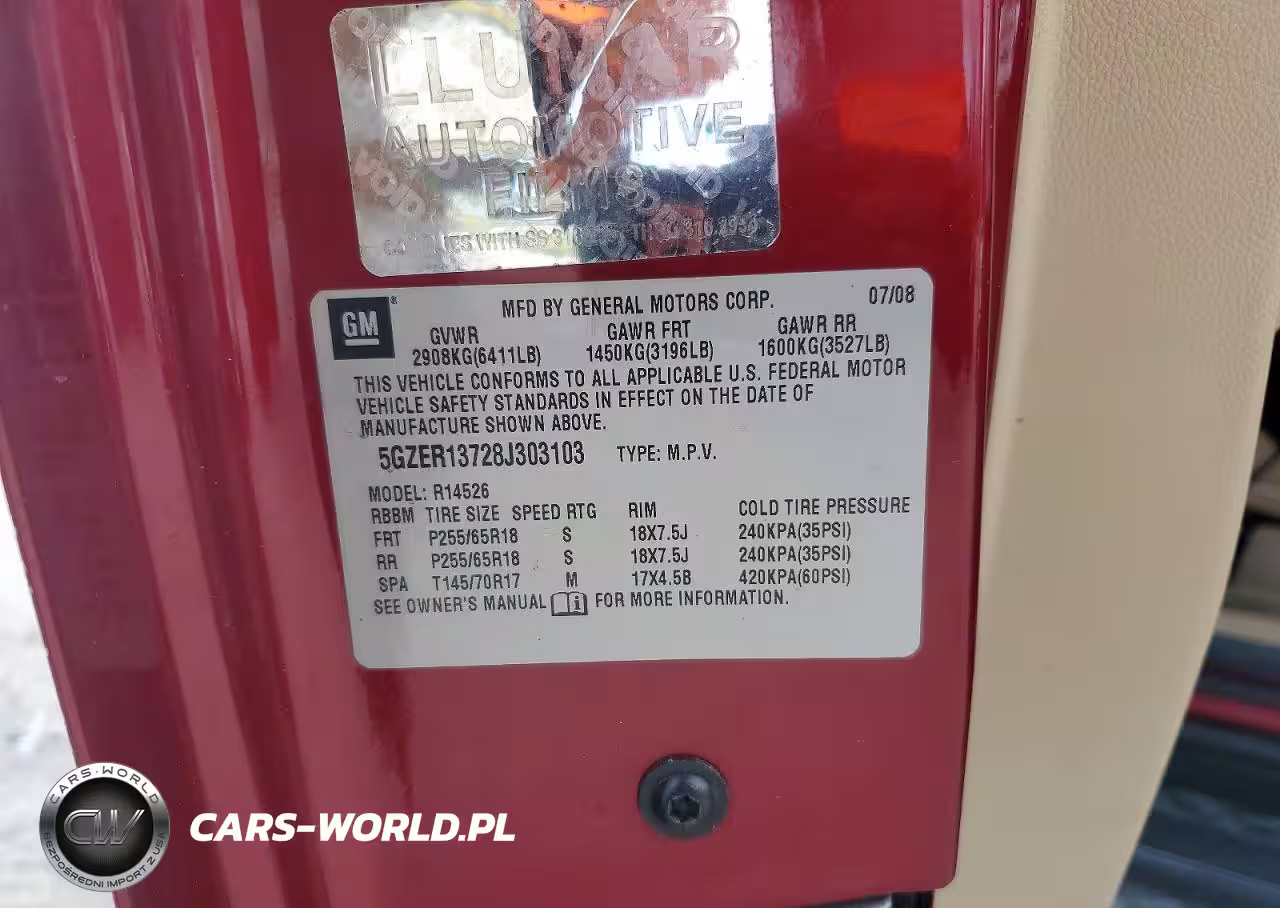 LLUMAR
AUTOMOTIVE
FILMS
GM ®
MFD BY GENERAL MOTORS CORP. 07/08
GVWR GAWR FRT GAWR RR
2908KG(6411LB) 1450KG(3196LB) 1600KG(3527LB)
THIS VEHICLE CONFORMS TO ALL APPLICABLE U.S. FEDERAL MOTOR
VEHICLE SAFETY STANDARDS IN EFFECT ON THE DATE OF
MANUFACTURE SHOWN ABOVE.
5GZER13728J303103 TYPE: M.P.V.
MODEL: R14526
RBBM TIRE SIZE SPEED RTG RIM COLD TIRE PRESSURE
FRT P255/65R18 S 18X7.5J 240KPA(35PSI)
RR P255/65R18 S 18X7.5J 240KPA(35PSI)
SPA T145/70R17 M 17X4.5B 420KPA(60PSI)
SEE OWNER'S MANUAL i FOR MORE INFORMATION.
CARS-WORLD
CW
BEZPOŚREDNI IMPORT Z USA
CARS-WORLD.PL